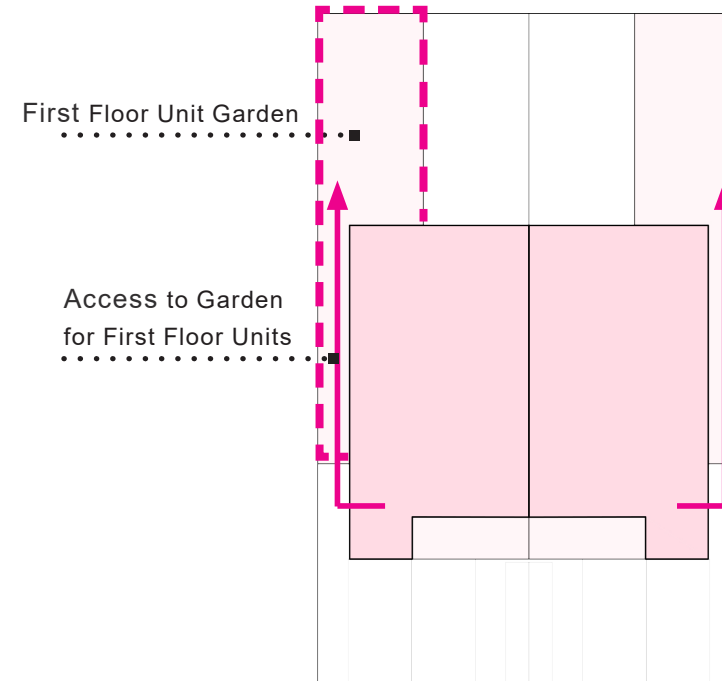 First Floor Unit Garden
Access to Garden
for First Floor Units